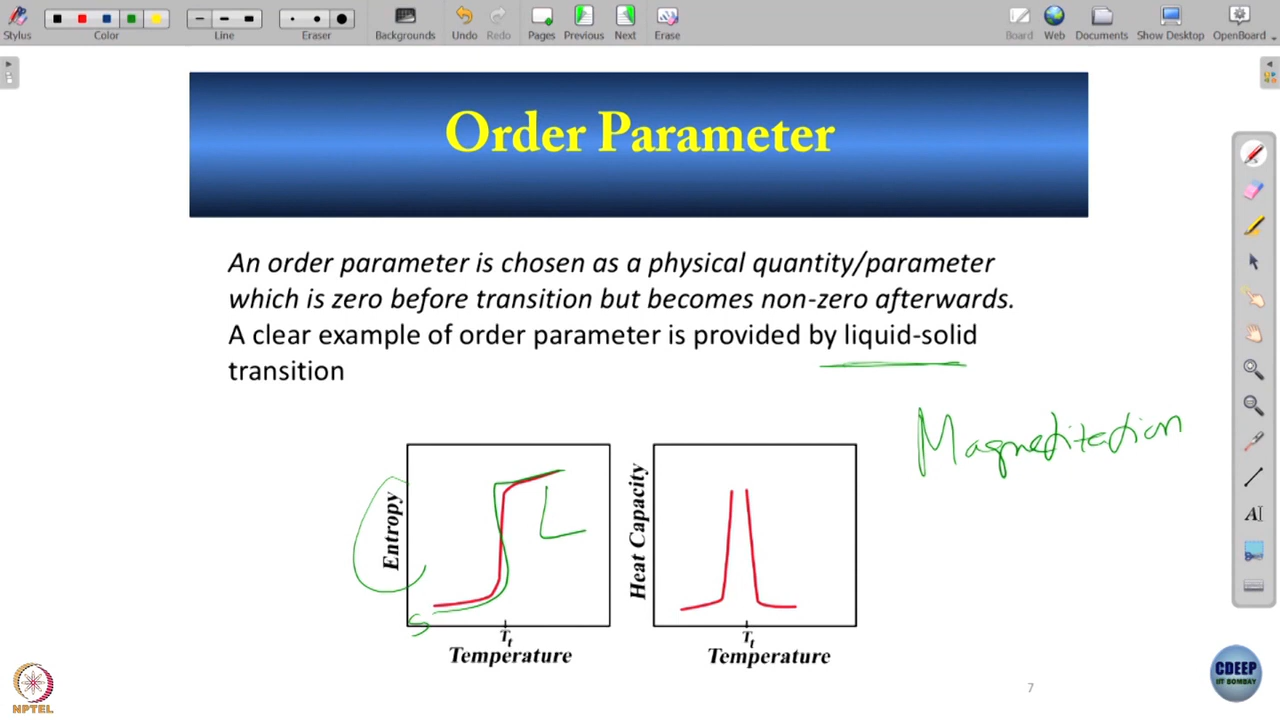 Stylus
Color
Line
Eraser
Backgrounds
Undo
Redo
Pages
Previous
Next
Erase
Board
Web
Documents
Show Desktop
OpenBoard
Order Parameter
An order parameter is chosen as a physical quantity/parameter
which is zero before transition but becomes non-zero afterwards.
A clear example of order parameter is provided by liquid-solid
transition
Magnetitation
Entropy
L
S
Tt
Temperature
Heat Capacity
Tt
Temperature
AI
7
NPTEL
CDEEP
IIT BOMBAY